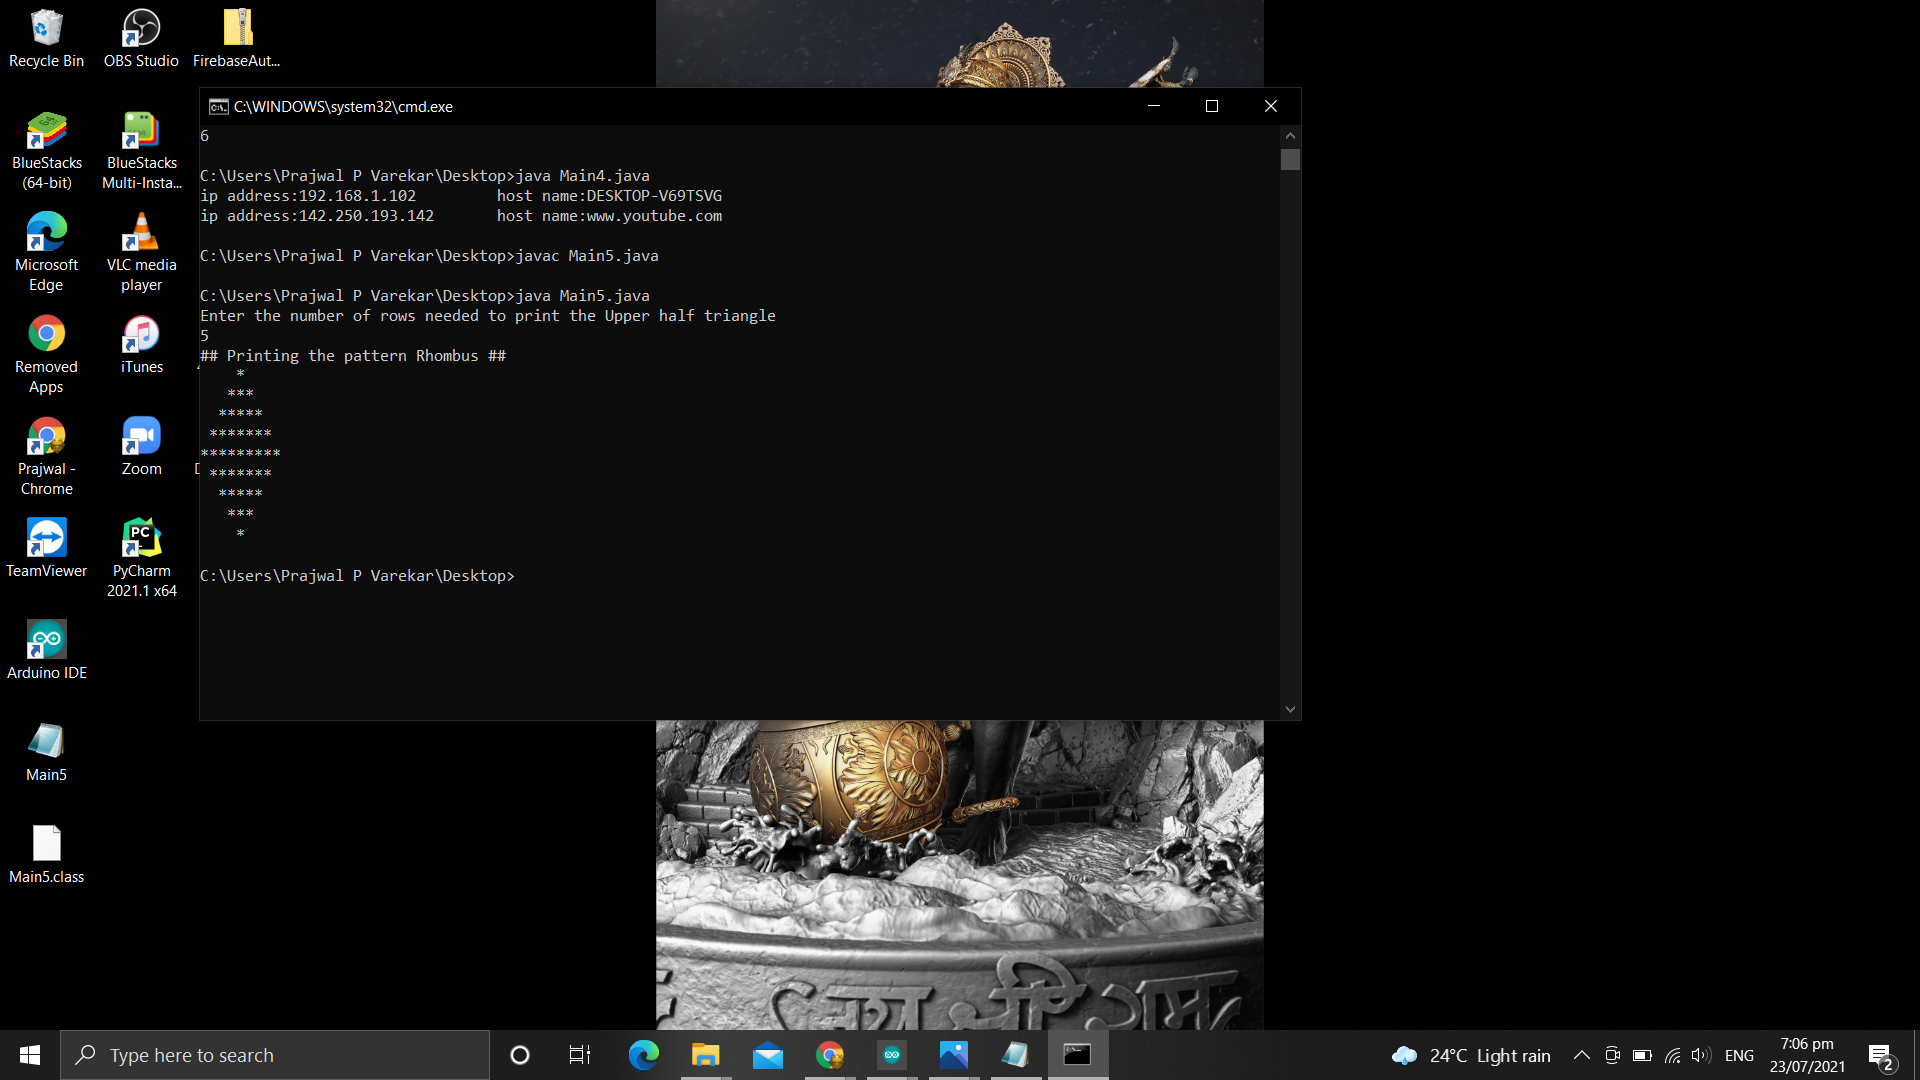 Recycle Bin
OBS Studio
FirebaseAut...
BlueStacks
(64-bit)
BlueStacks
Multi-Insta...
Microsoft
Edge
VLC media
player
Removed
Apps
iTunes
Prajwal -
Chrome
Zoom
TeamViewer
PyCharm
2021.1 x64
Arduino IDE
Main5
Main5.class
C:\WINDOWS\system32\cmd.exe
6
C:\Users\Prajwal P Varekar\Desktop>java Main4.java
ip address:192.168.1.102         host name:DESKTOP-V69TSVG
ip address:142.250.193.142       host name:www.youtube.com
C:\Users\Prajwal P Varekar\Desktop>javac Main5.java
C:\Users\Prajwal P Varekar\Desktop>java Main5.java
Enter the number of rows needed to print the Upper half triangle
5
## Printing the pattern Rhombus ##
    *
   ***
  *****
 *******
*********
 *******
  *****
   ***
    *
C:\Users\Prajwal P Varekar\Desktop>
जय श्री राम
Type here to search
24°C Light rain
ENG
7:06 pm
23/07/2021
2